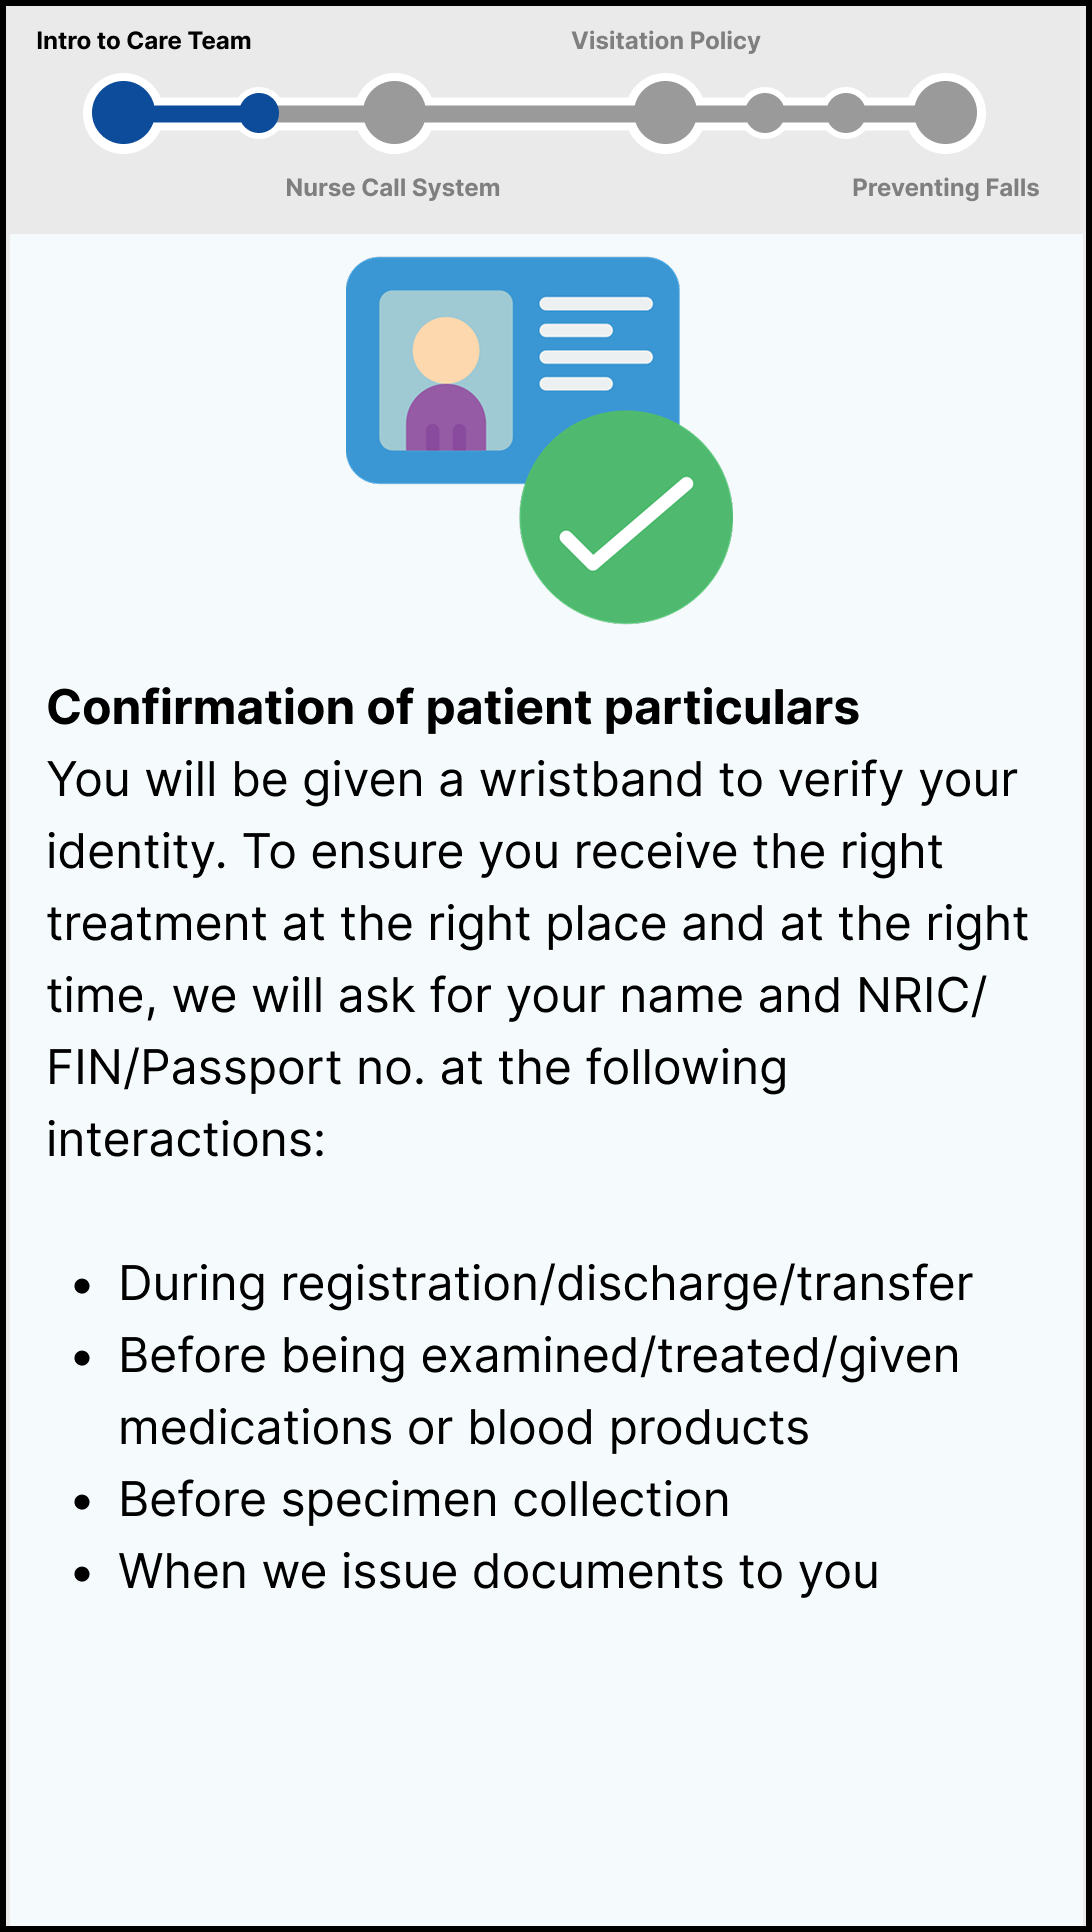 Intro to Care Team
Visitation Policy
Nurse Call System
Preventing Falls
Confirmation of patient particulars
You will be given a wristband to verify your
identity. To ensure you receive the right
treatment at the right place and at the right
time, we will ask for your name and NRIC/
FIN/Passport no. at the following
interactions:
• During registration/discharge/transfer
• Before being examined/treated/given
medications or blood products
• Before specimen collection
• When we issue documents to you